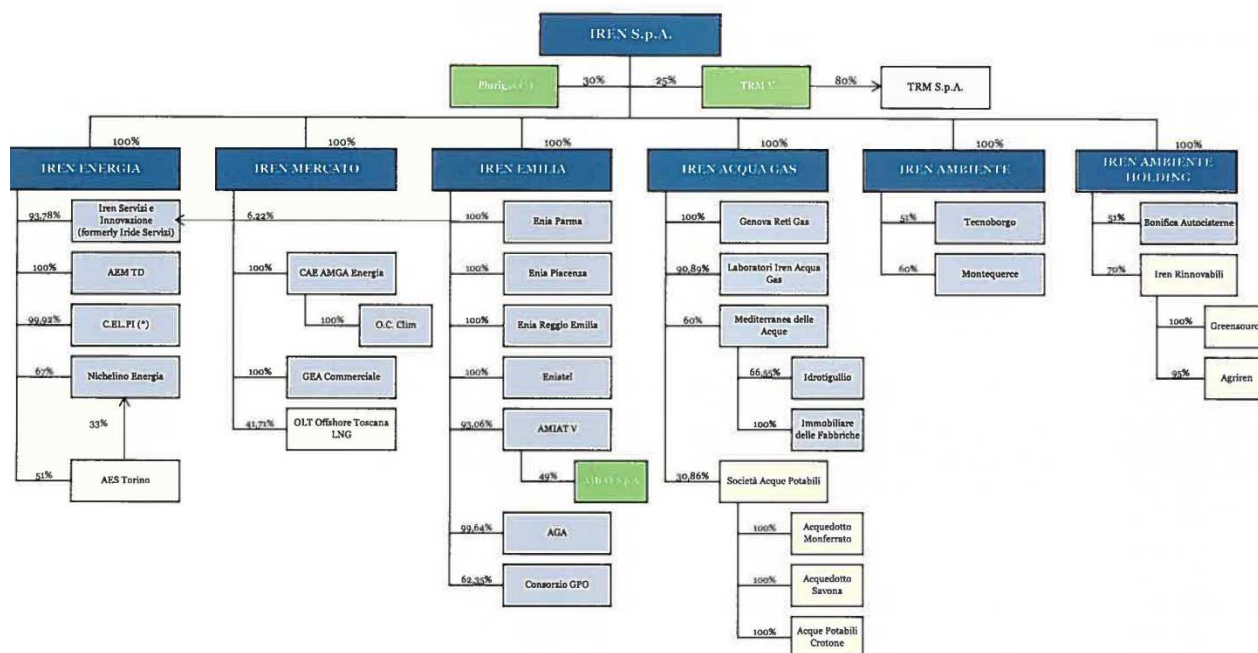 IREN S.p.A.
30%
25%
TRM V.
80%
TRM S.p.A.
100%
100%
100%
100%
100%
100%
IREN ENERGIA
IREN MERCATO
IREN EMILIA
IREN ACQUA GAS
IREN AMBIENTE
IREN AMBIENTE
HOLDING
93,78%
Iren Servizi e
Innovazione
(formerly Iride Servizi)
100%
AEM TD
99,92%
C.EL.PI (*)
67%
Nichelino Energia
33%
51%
AES Torino
6,22%
100%
CAE AMGA Energia
100%
O.C. Clim
100%
GEA Commerciale
41,71%
OLT Offshore Toscana
LNG
100%
Enia Parma
100%
Enia Piacenza
100%
Enia Reggio Emilia
100%
Eniatel
93,06%
AMIAT V
49%
99,64%
AGA
62,35%
Consorzio GPO
100%
Genova Reti Gas
90,89%
Laboratori Iren Acqua
Gas
60%
Mediterranea delle
Acque
66,55%
Idrotigullio
100%
Immobiliare
delle Fabbriche
30,86%
Società Acque Potabili
100%
Acquedotto
Monferrato
100%
Acquedotto
Savona
100%
Acque Potabili
Crotone
51%
Tecnoborgo
60%
Montequerce
51%
Bonifica Autocisterne
70%
Iren Rinnovabili
100%
Greensourc
95%
Agriren